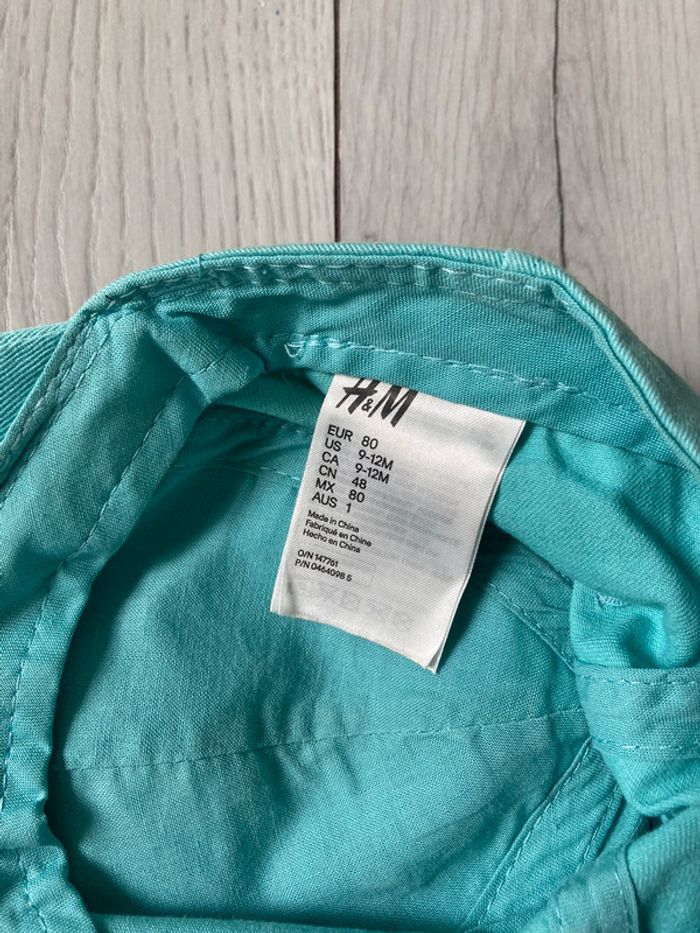 H&M
EUR 80
US 9-12M
CA 9-12M
CN 48
MX 80
AUS 1
Made in China
Fabriqué en Chine
Hecho en China
O/N 147761
P/N 0464098 5